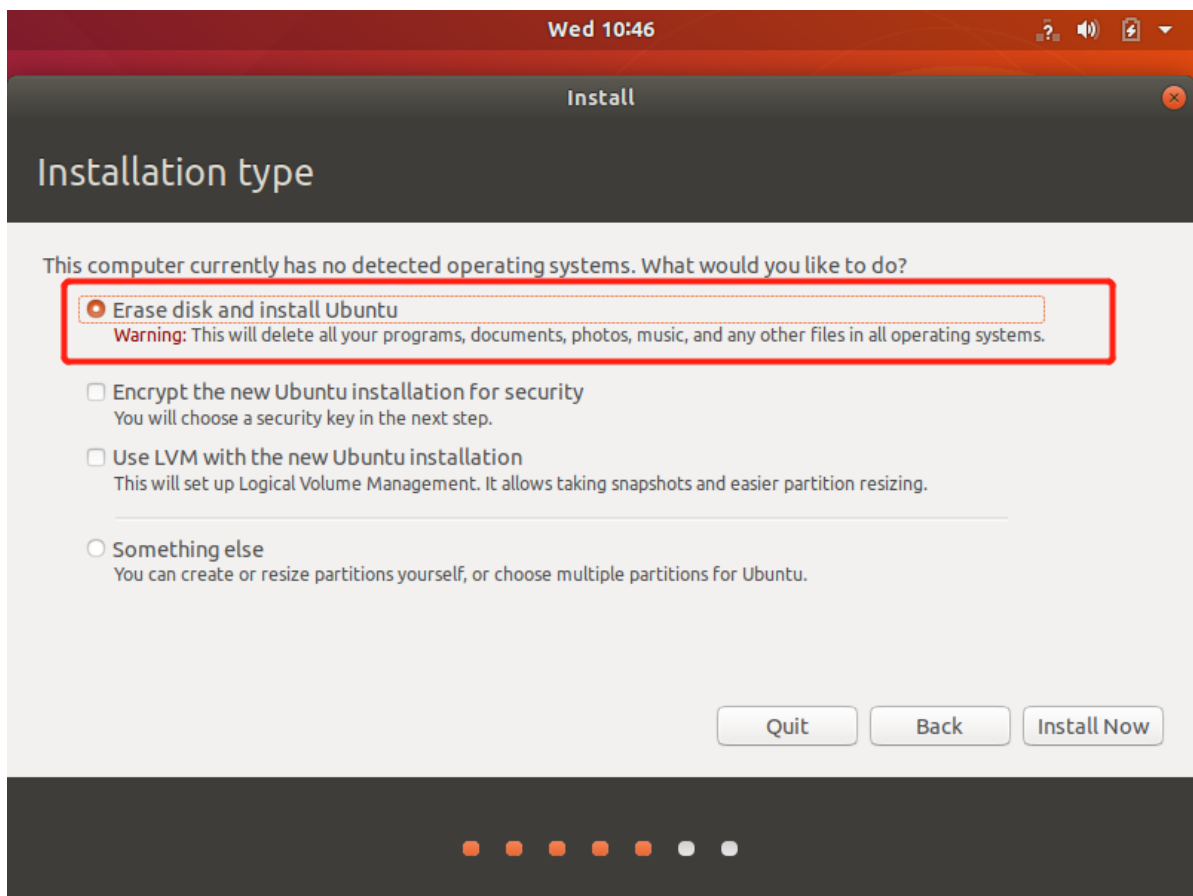 Wed 10:46
Install
Installation type
This computer currently has no detected operating systems. What would you like to do?
Erase disk and install Ubuntu
Warning: This will delete all your programs, documents, photos, music, and any other files in all operating systems.
Encrypt the new Ubuntu installation for security
You will choose a security key in the next step.
Use LVM with the new Ubuntu installation
This will set up Logical Volume Management. It allows taking snapshots and easier partition resizing.
Something else
You can create or resize partitions yourself, or choose multiple partitions for Ubuntu.
Quit Back Install Now